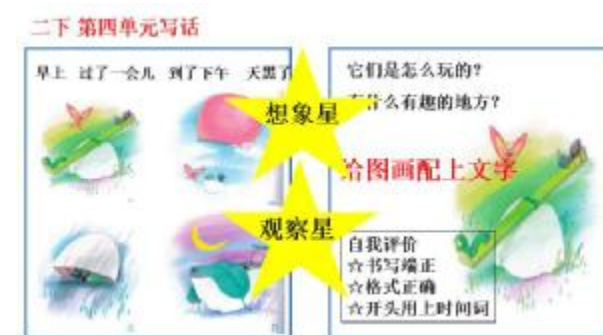 二下 第四单元写话
早上 过了一会儿 到了下午 天黑了
想象星
观察星
它们是怎么玩的?
什么有趣的地方?
给图画配上文字
自我评价
☆书写端正
☆格式正确
☆开头用上时间词